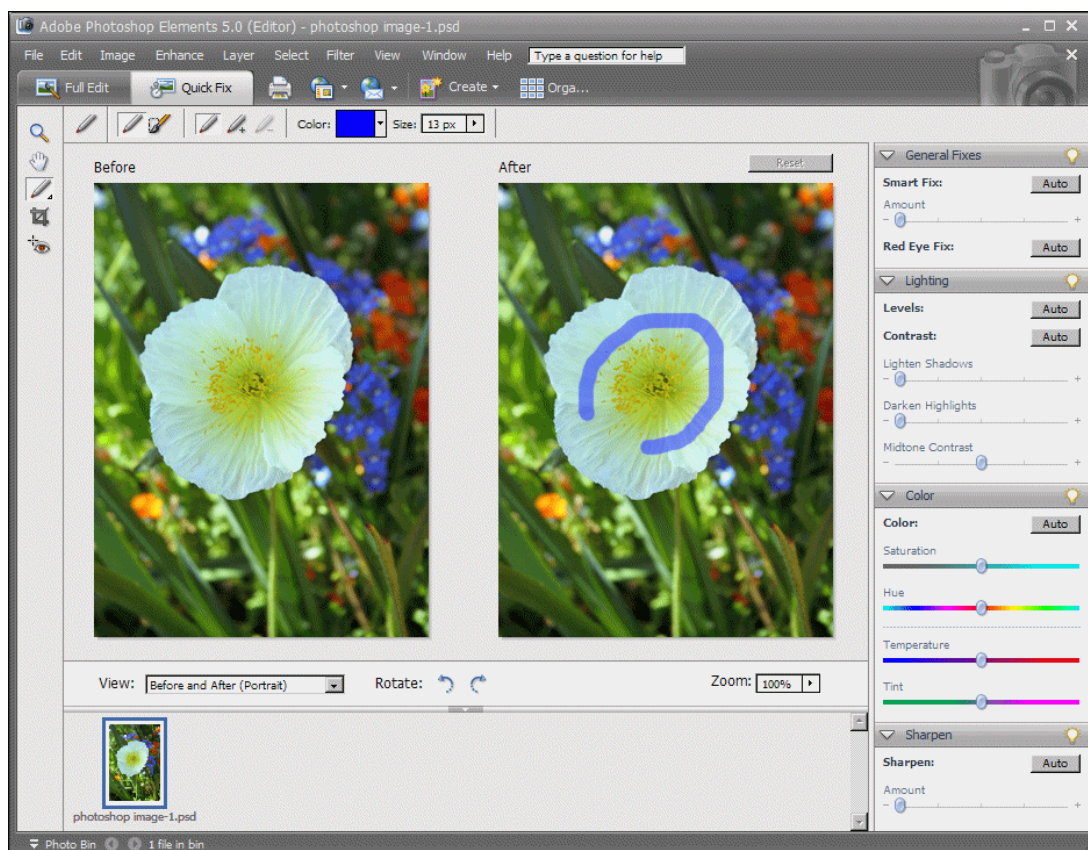 Adobe Photoshop Elements 5.0 (Editor) - photoshop image-1.psd
File Edit Image Enhance Layer Select Filter View Window Help Type a question for help
Full Edit Quick Fix Create Orga...
Color: Size: 13 px
Before After Reset
General Fixes
Smart Fix: Auto
Amount
- +
Red Eye Fix: Auto
Lighting
Levels: Auto
Contrast: Auto
Lighten Shadows
- +
Darken Highlights
- +
Midtone Contrast
- +
Color
Color: Auto
Saturation
Hue
Temperature
Tint
View: Before and After (Portrait) Rotate: Zoom: 100%
Sharpen
Sharpen: Auto
Amount
- +
photoshop image-1.psd
Photo Bin 1 file in bin